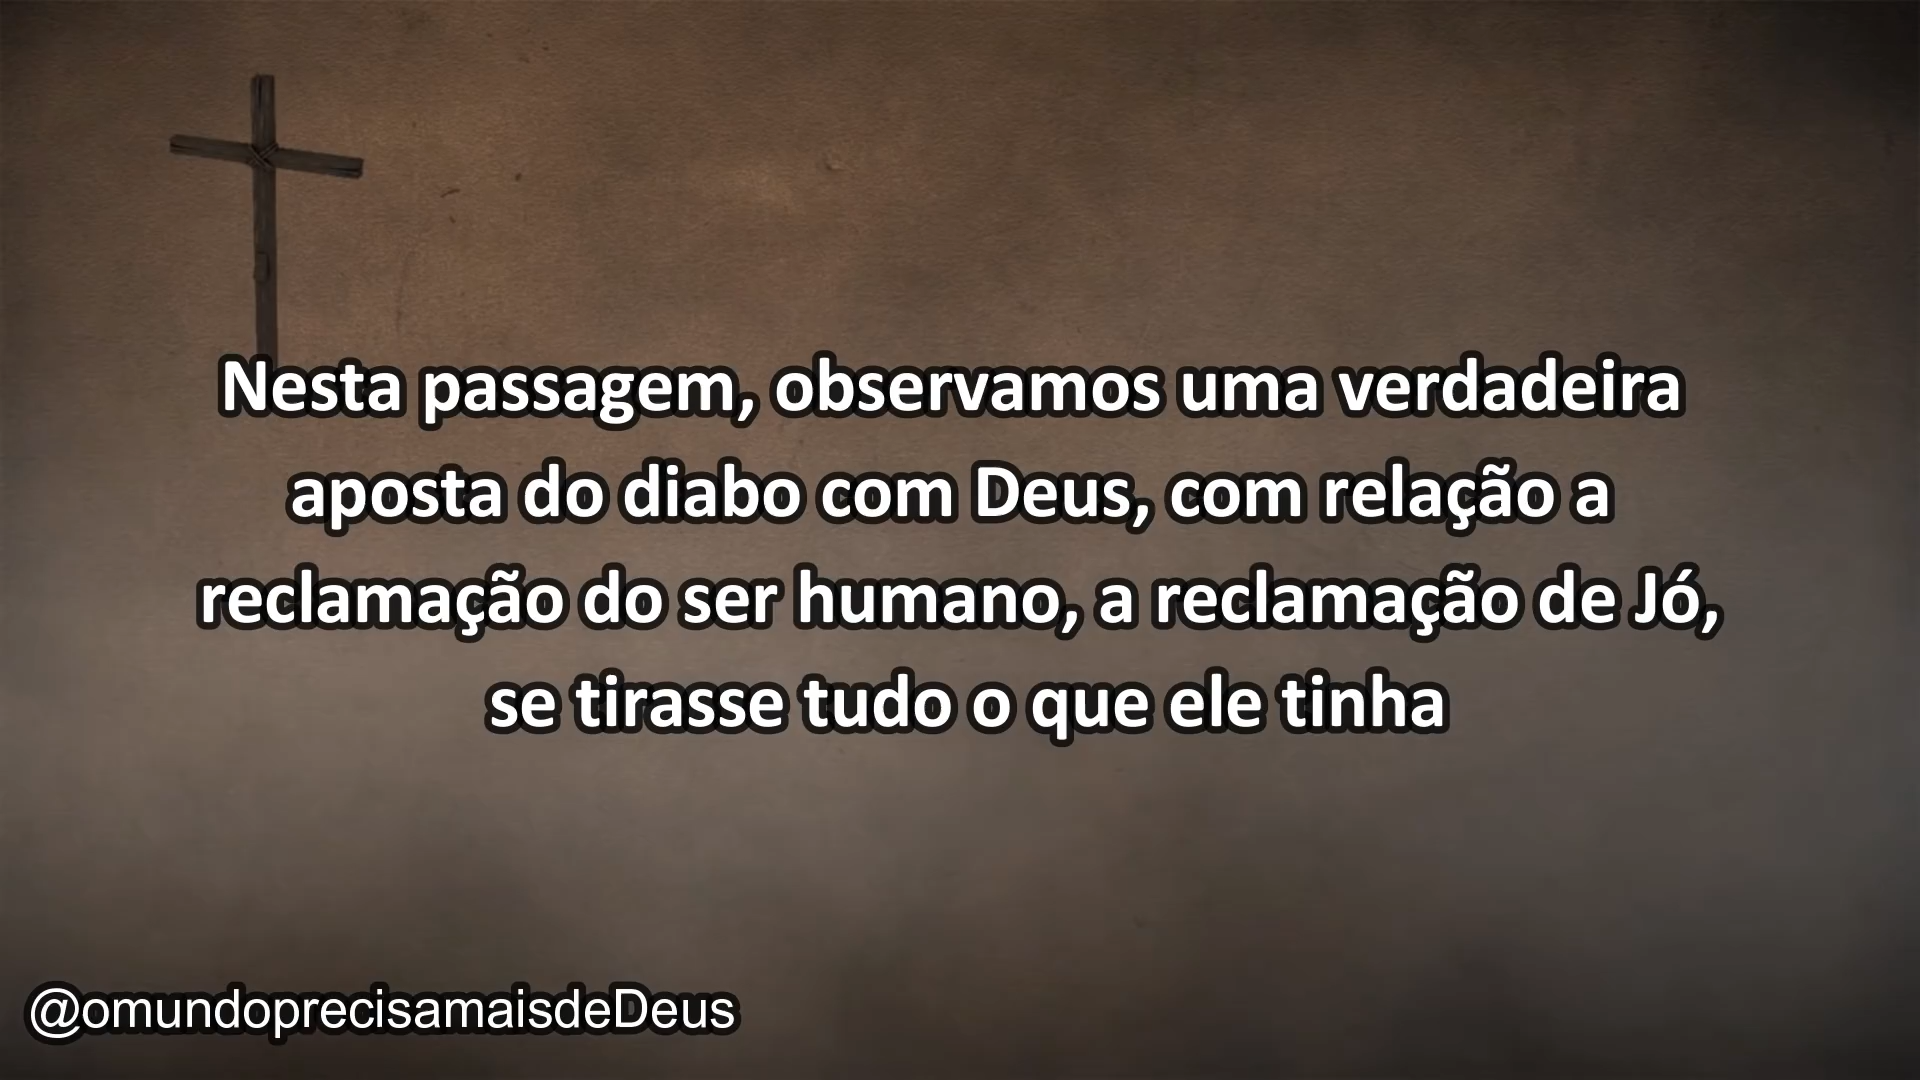 Nesta passagem, observamos uma verdadeira
aposta do diabo com Deus, com relação a
reclamação do ser humano, a reclamação de Jó,
se tirasse tudo o que ele tinha
@omundoprecisamaisdeDeus